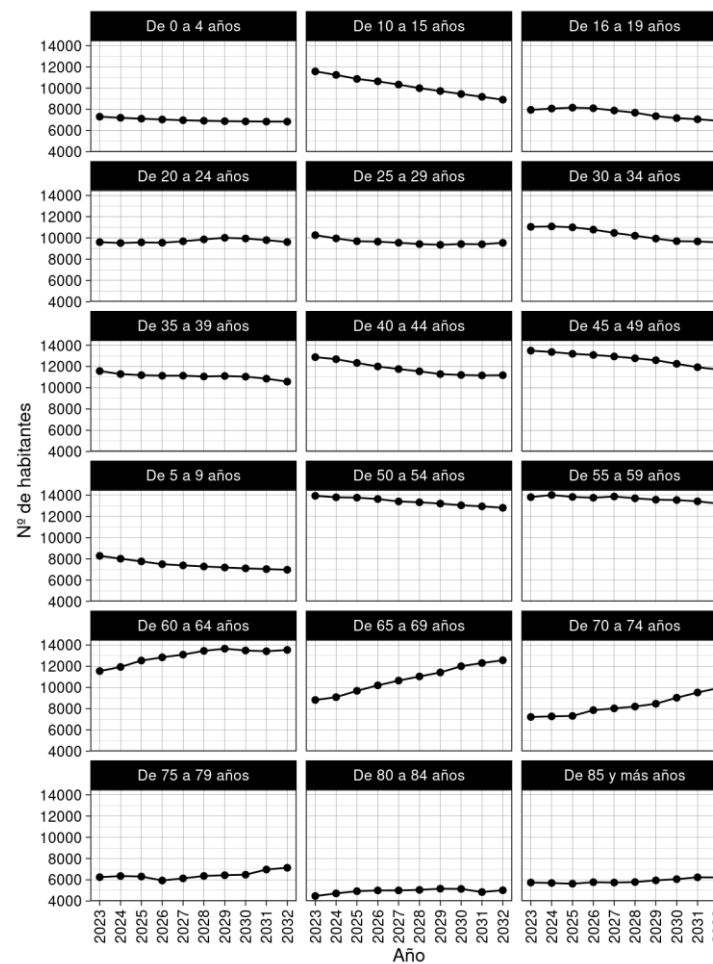 De 0 a 4 años
De 10 a 15 años
De 16 a 19 años
14000
12000
10000
8000
6000
4000
De 20 a 24 años
De 25 a 29 años
De 30 a 34 años
14000
12000
10000
8000
6000
4000
De 35 a 39 años
De 40 a 44 años
De 45 a 49 años
14000
12000
10000
8000
6000
4000
Nº de habitantes
De 5 a 9 años
De 50 a 54 años
De 55 a 59 años
14000
12000
10000
8000
6000
4000
De 60 a 64 años
De 65 a 69 años
De 70 a 74 años
14000
12000
10000
8000
6000
4000
De 75 a 79 años
De 80 a 84 años
De 85 y más años
14000
12000
10000
8000
6000
4000
2023 2024 2025 2026 2027 2028 2029 2030 2031 2032
2023 2024 2025 2026 2027 2028 2029 2030 2031 2032
2023 2024 2025 2026 2027 2028 2029 2030 2031
Año